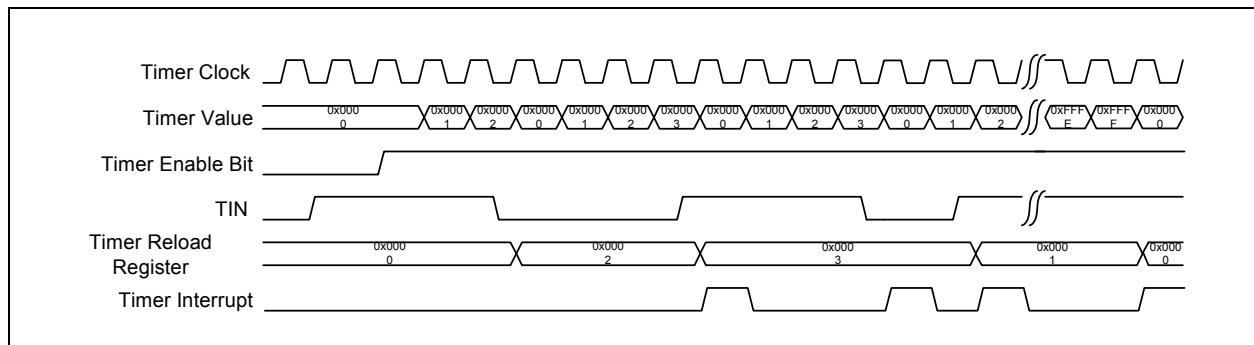 Timer Clock
Timer Value
0x000 0x000 0x000 0x000 0x000 0x000 0x000 0x000 0x000 0x000 0x000 0x000 0x000 0x000 0xFFF 0xFFF 0x000
0 1 2 0 1 2 3 0 1 2 3 0 1 2 E F 0
Timer Enable Bit
TIN
Timer Reload
Register
0x000 0x000 0x000 0x000 0x000
0 2 3 1 0
Timer Interrupt